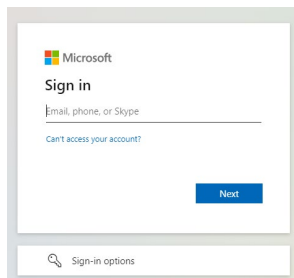 Microsoft
Sign in
Email, phone, or Skype
Can't access your account?
Next
Sign-in options